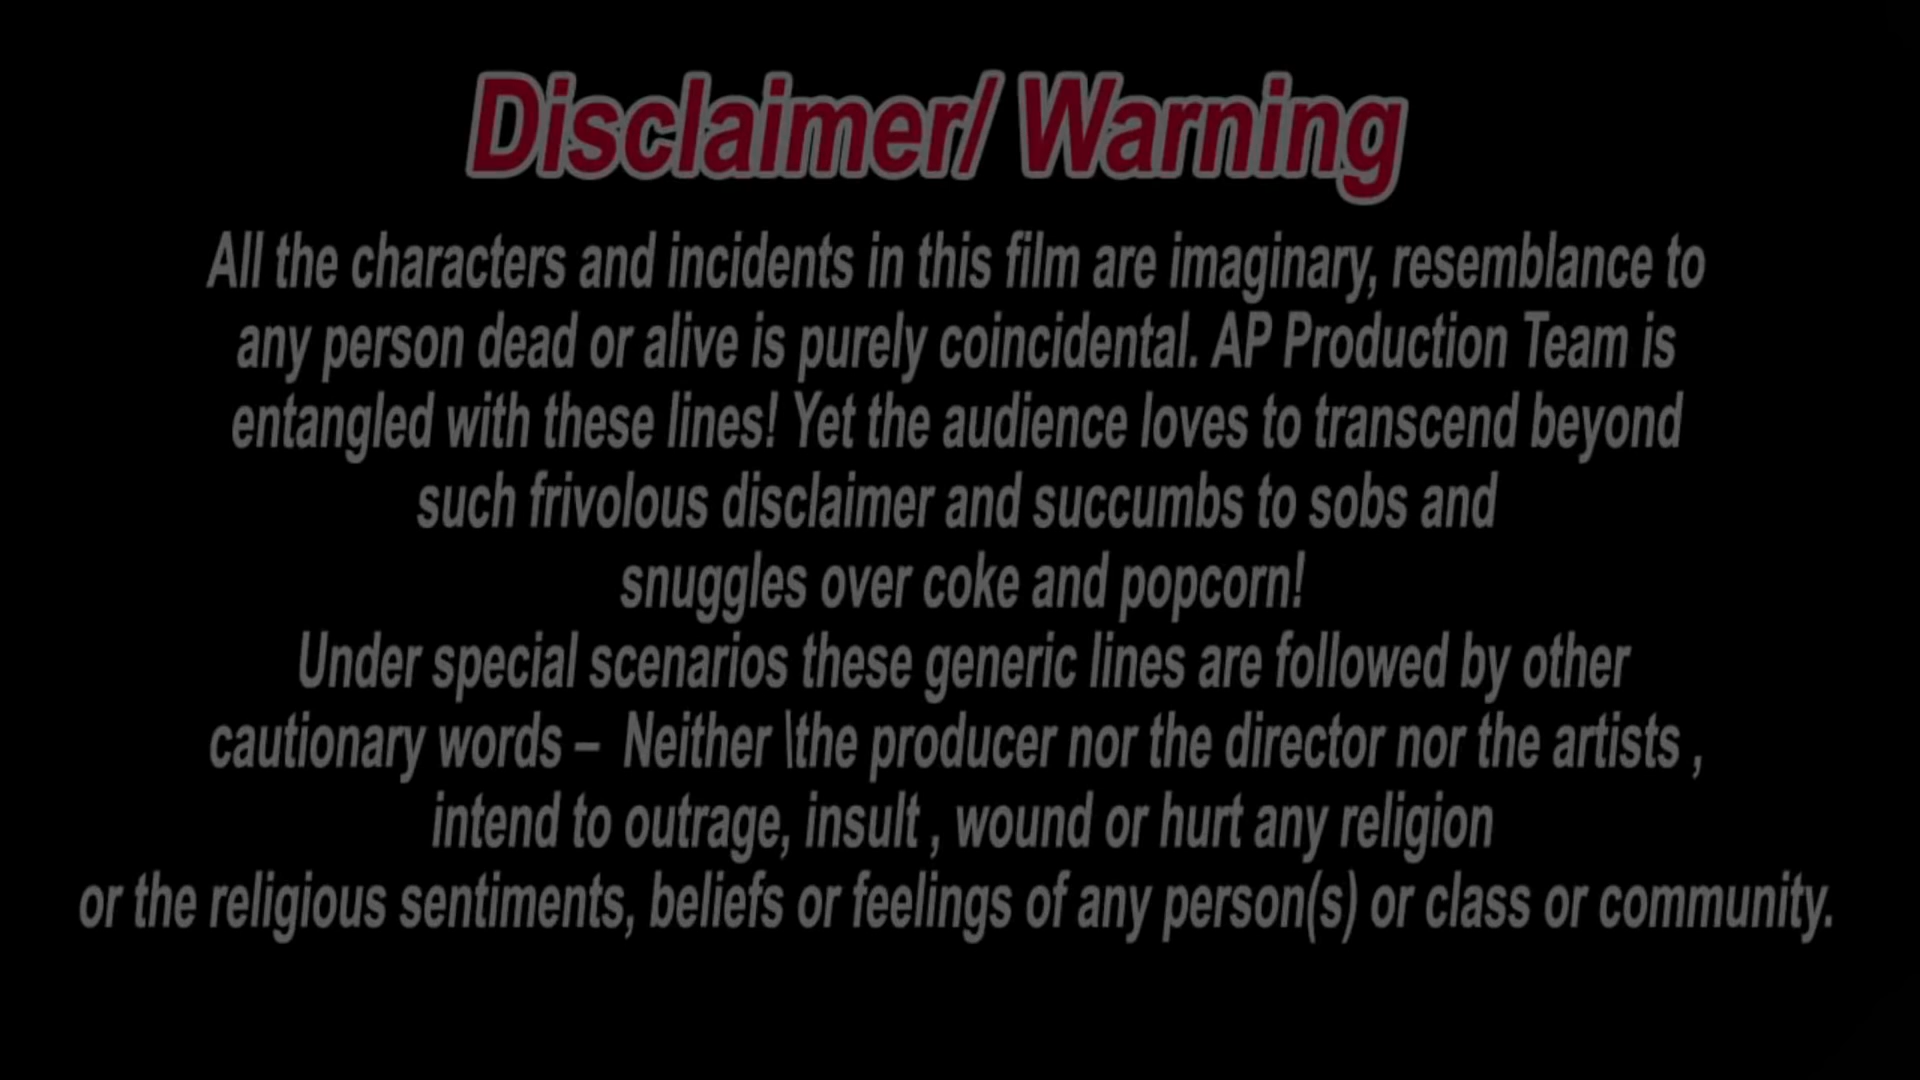 Disclaimer/ Warning
All the characters and incidents in this film are imaginary, resemblance to
any person dead or alive is purely coincidental. AP Production Team is
entangled with these lines! Yet the audience loves to transcend beyond
such frivolous disclaimer and succumbs to sobs and
snuggles over coke and popcorn!
Under special scenarios these generic lines are followed by other
cautionary words –  Neither \the producer nor the director nor the artists ,
intend to outrage, insult , wound or hurt any religion
or the religious sentiments, beliefs or feelings of any person(s) or class or community.